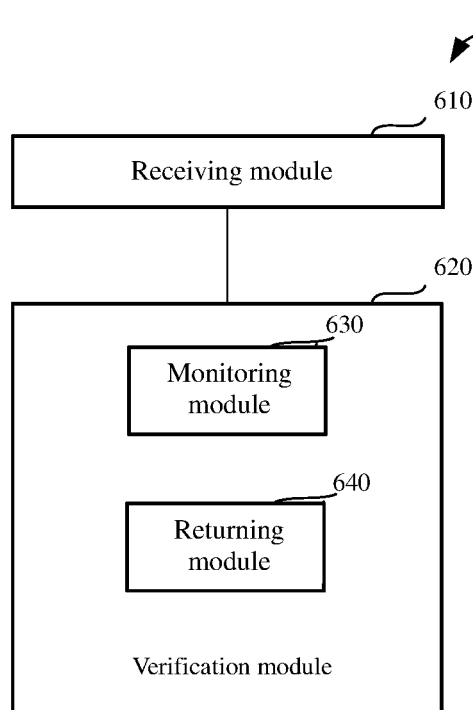 610
Receiving module
620
630
Monitoring
module
640
Returning
module
Verification module